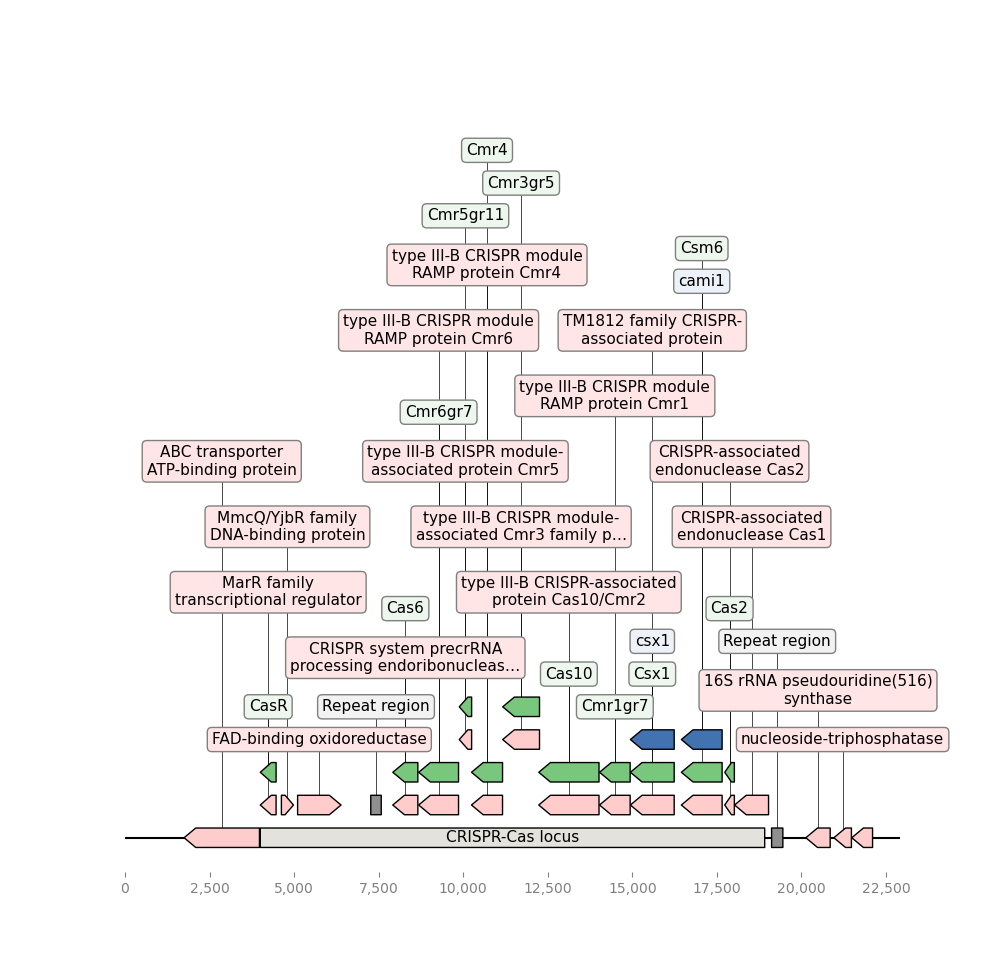 Cmr4
Cmr3gr5
Cmr5gr11
type III-B CRISPR module
RAMP protein Cmr4
Csm6
cami1
type III-B CRISPR module
RAMP protein Cmr6
TM1812 family CRISPR-
associated protein
type III-B CRISPR module
RAMP protein Cmr1
Cmr6gr7
ABC transporter
ATP-binding protein
type III-B CRISPR module-
associated protein Cmr5
CRISPR-associated
endonuclease Cas2
MmcQ/YjbR family
DNA-binding protein
type III-B CRISPR module-
associated Cmr3 family p...
CRISPR-associated
endonuclease Cas1
MarR family
transcriptional regulator
type III-B CRISPR-associated
protein Cas10/Cmr2
Cas6
Cas2
CRISPR system precrRNA
processing endoribonucleas...
csx1
Repeat region
Cas10
Csx1
16S rRNA pseudouridine(516)
synthase
CasR
Repeat region
Cmr1gr7
FAD-binding oxidoreductase
nucleoside-triphosphatase
CRISPR-Cas locus
0 2,500 5,000 7,500 10,000 12,500 15,000 17,500 20,000 22,500